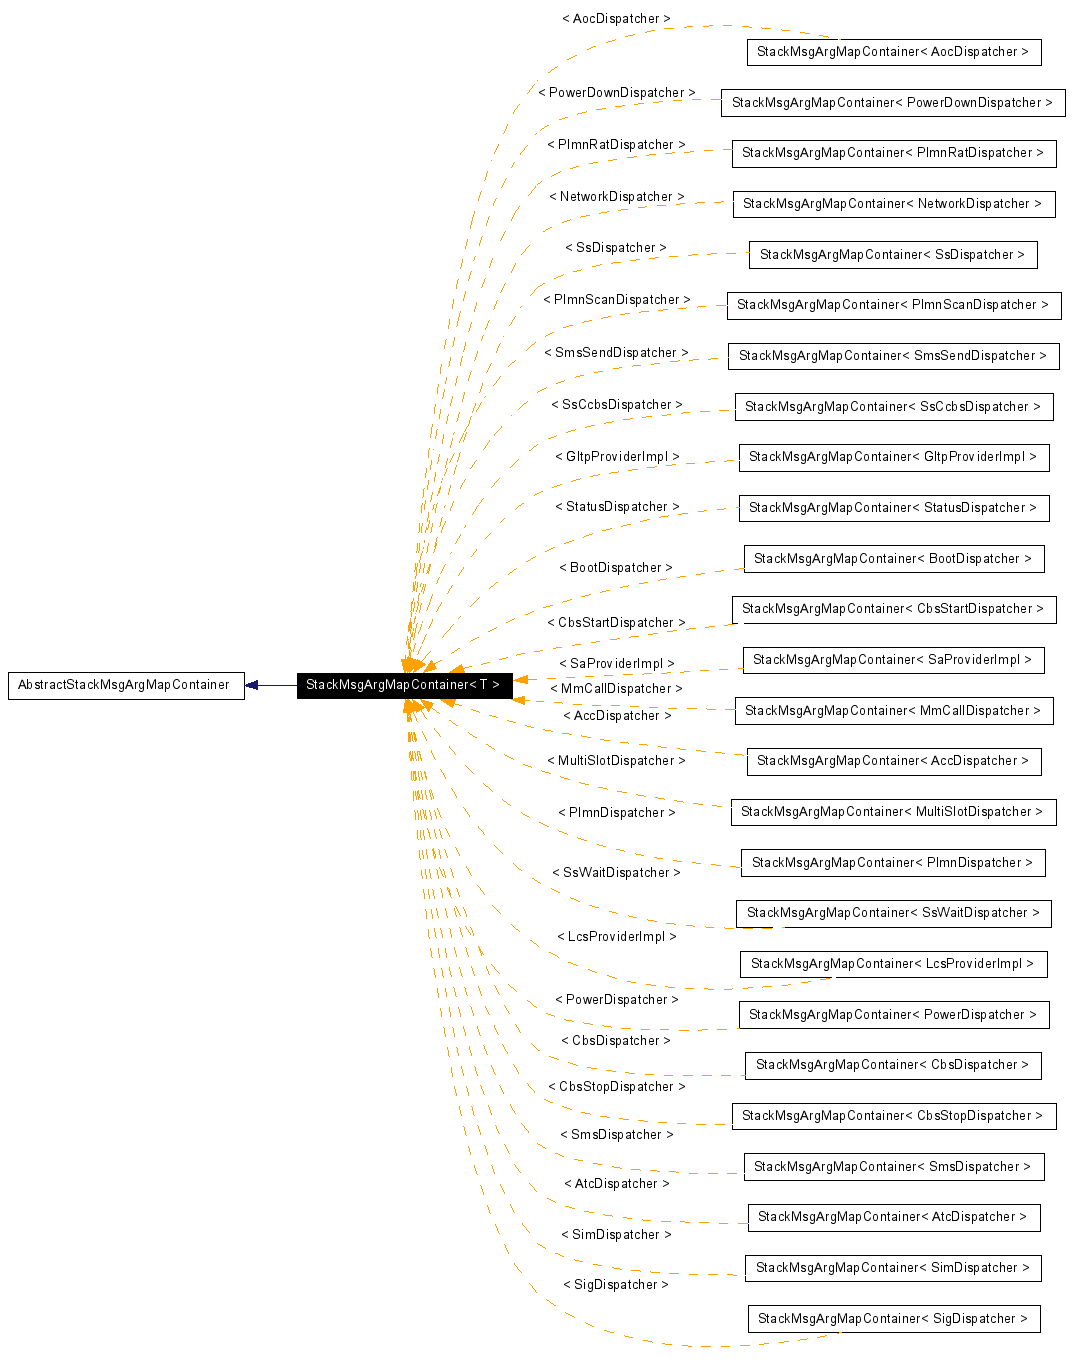 < AocDispatcher >
StackMsgArgMapContainer< AocDispatcher >
< PowerDownDispatcher >
StackMsgArgMapContainer< PowerDownDispatcher >
< PlmnRatDispatcher >
StackMsgArgMapContainer< PlmnRatDispatcher >
< NetworkDispatcher >
StackMsgArgMapContainer< NetworkDispatcher >
< SsDispatcher >
StackMsgArgMapContainer< SsDispatcher >
< PlmnScanDispatcher >
StackMsgArgMapContainer< PlmnScanDispatcher >
< SmsSendDispatcher >
StackMsgArgMapContainer< SmsSendDispatcher >
< SsCcbsDispatcher >
StackMsgArgMapContainer< SsCcbsDispatcher >
< GltpProviderImpl >
StackMsgArgMapContainer< GltpProviderImpl >
< StatusDispatcher >
StackMsgArgMapContainer< StatusDispatcher >
< BootDispatcher >
StackMsgArgMapContainer< BootDispatcher >
< CbsStartDispatcher >
StackMsgArgMapContainer< CbsStartDispatcher >
< SaProviderImpl >
StackMsgArgMapContainer< SaProviderImpl >
AbstractStackMsgArgMapContainer
StackMsgArgMapContainer< T >
< MmCallDispatcher >
StackMsgArgMapContainer< MmCallDispatcher >
< AccDispatcher >
StackMsgArgMapContainer< AccDispatcher >
< MultiSlotDispatcher >
StackMsgArgMapContainer< MultiSlotDispatcher >
< PlmnDispatcher >
StackMsgArgMapContainer< PlmnDispatcher >
< SsWaitDispatcher >
StackMsgArgMapContainer< SsWaitDispatcher >
< LcsProviderImpl >
StackMsgArgMapContainer< LcsProviderImpl >
< PowerDispatcher >
StackMsgArgMapContainer< PowerDispatcher >
< CbsDispatcher >
StackMsgArgMapContainer< CbsDispatcher >
< CbsStopDispatcher >
StackMsgArgMapContainer< CbsStopDispatcher >
< SmsDispatcher >
StackMsgArgMapContainer< SmsDispatcher >
< AtcDispatcher >
StackMsgArgMapContainer< AtcDispatcher >
< SimDispatcher >
StackMsgArgMapContainer< SimDispatcher >
< SigDispatcher >
StackMsgArgMapContainer< SigDispatcher >